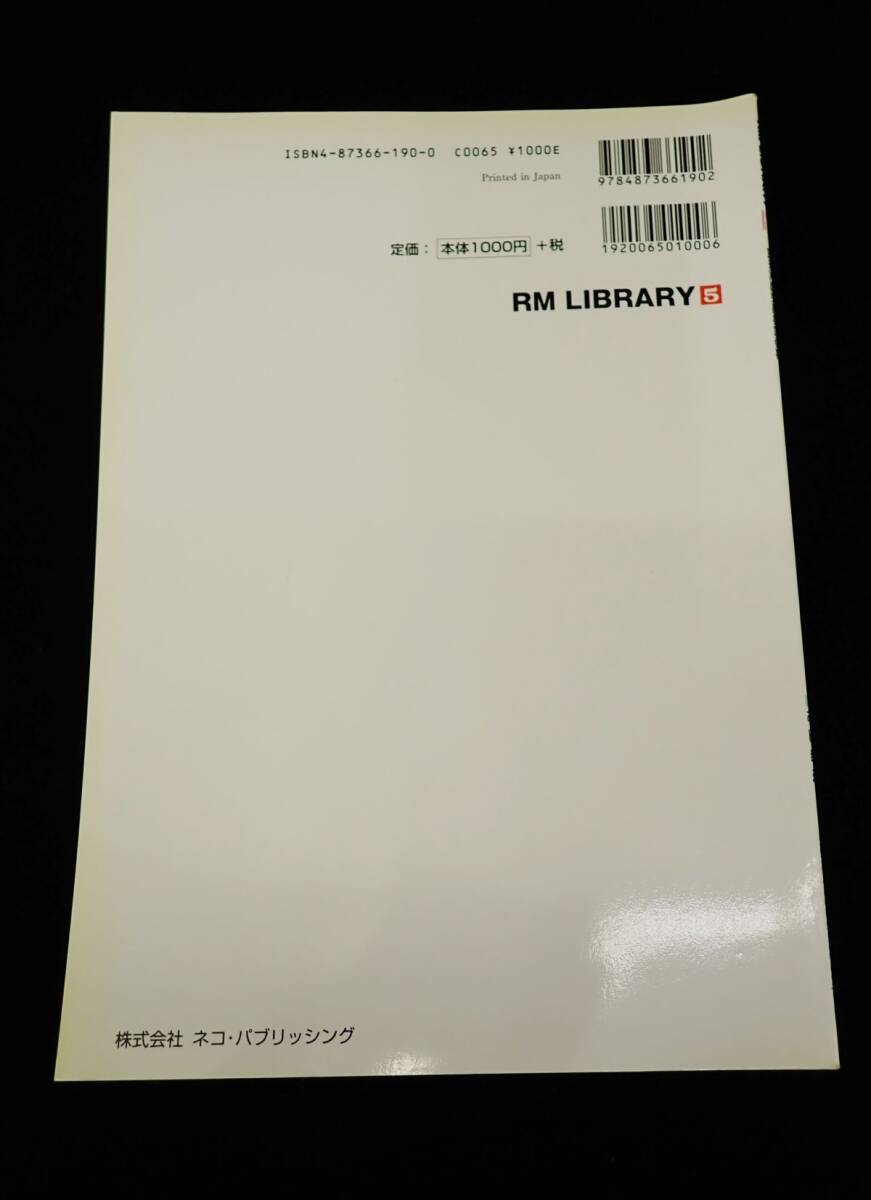 ISBN4-87366-190-0 C0065 ¥1000E
Printed in Japan
9784873661902
定価： 本体1000円 +税
1920065010006
RM LIBRARY 5
株式会社 ネコ・パブリッシング